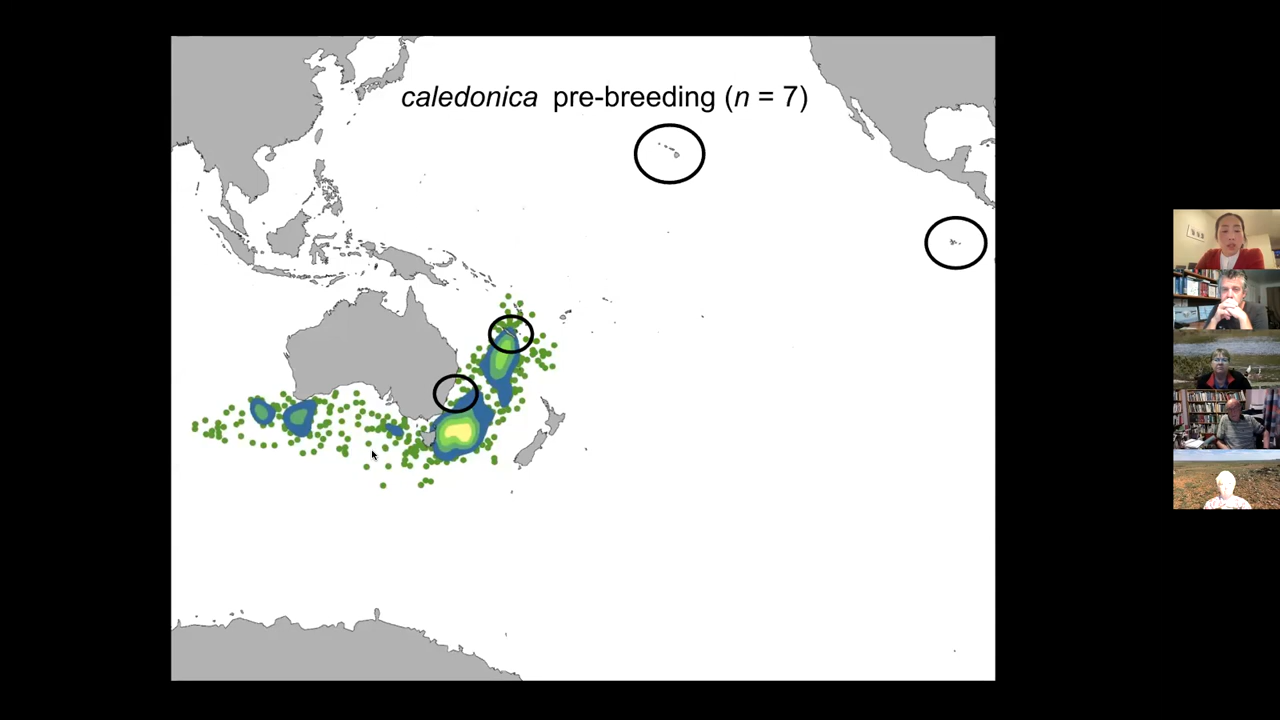 caledonica pre-breeding (n = 7)